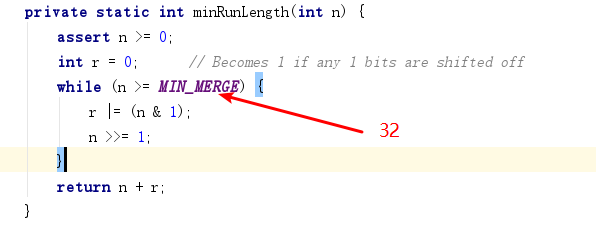 private static int minRunLength(int n) {
assert n >= 0;
int r = 0;      // Becomes 1 if any 1 bits are shifted off
while (n >= MIN_MERGE) {
r |= (n & 1);
n >>= 1;
32
}
return n + r;
}